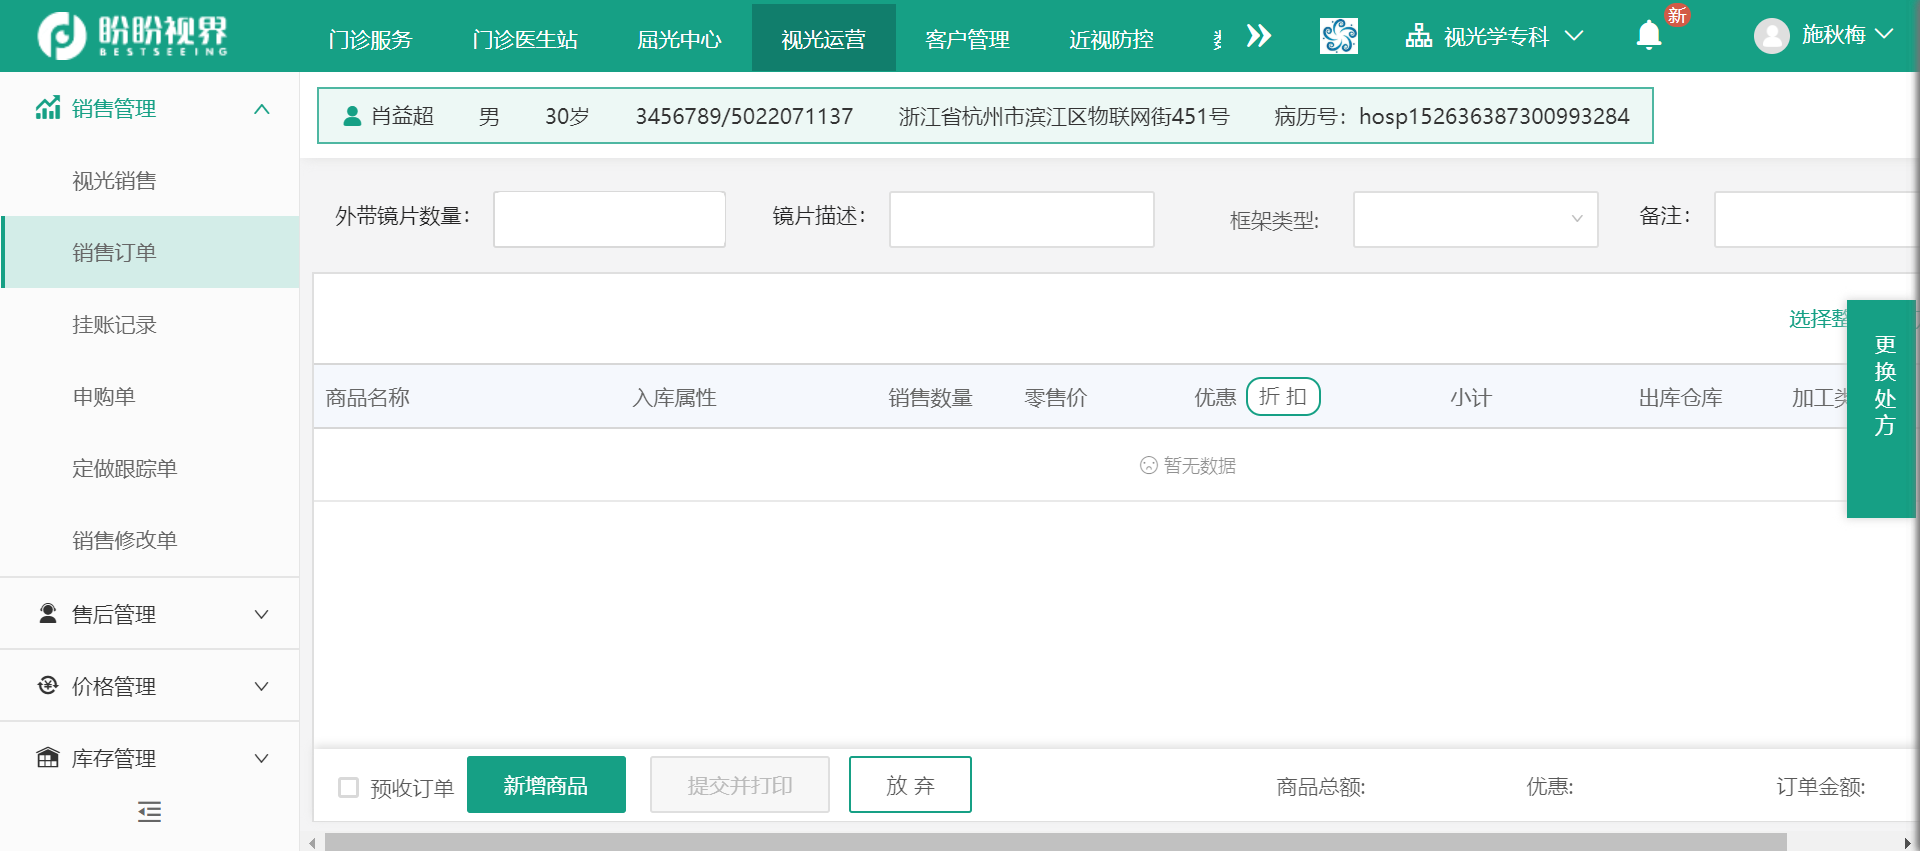 盼盼视界
BESTSEEING
门诊服务 门诊医生站 屈光中心 视光运营 客户管理 近视防控 视光学专科 新 施秋梅
销售管理
视光销售
销售订单
挂账记录
申购单
定做跟踪单
销售修改单
售后管理
价格管理
库存管理
肖益超 男 30岁 3456789/5022071137 浙江省杭州市滨江区物联网街451号 病历号：hosp152636387300993284
外带镜片数量： 镜片描述： 框架类型: 备注：
选择整
更换处方
商品名称 入库属性 销售数量 零售价 优惠 折扣 小计 出库仓库 加工类
暂无数据
预收订单 新增商品 提交并打印 放弃 商品总额: 优惠: 订单金额: